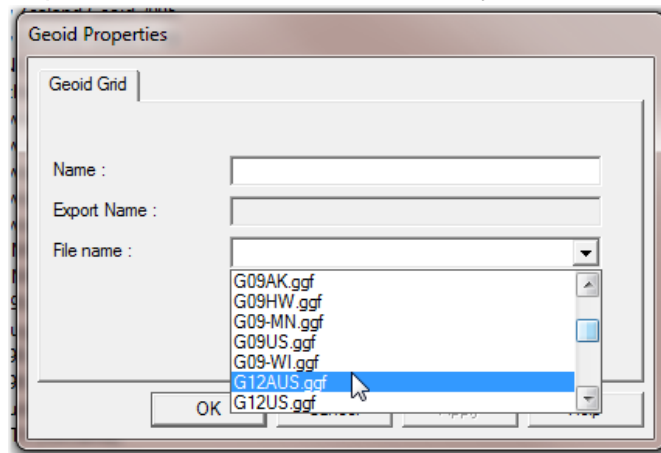 Geoid Properties
Geoid Grid
Name :
Export Name :
File name :
G09AK.ggf
G09HW.ggf
G09-MN.ggf
G09US.ggf
G09-WI.ggf
G12AUS.ggf
G12US.ggf
OK